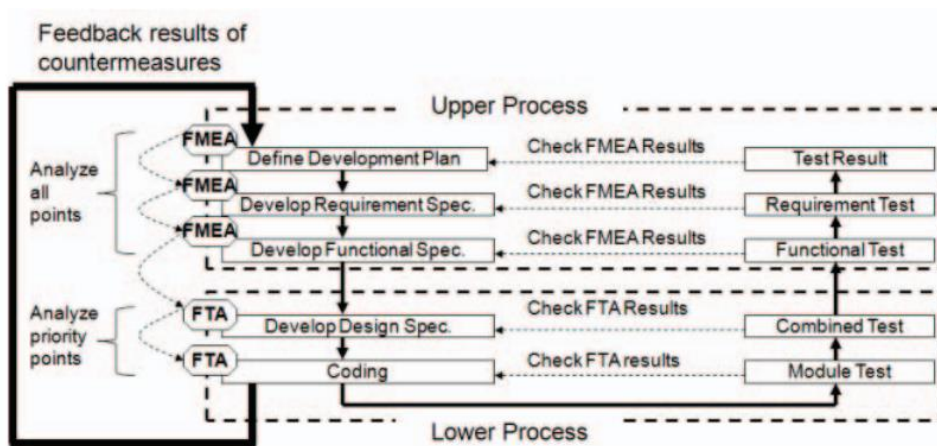 Feedback results of
countermeasures
Upper Process
FMEA
Define Development Plan
Check FMEA Results
Test Result
Analyze
all
points
FMEA
Develop Requirement Spec.
Check FMEA Results
Requirement Test
FMEA
Develop Functional Spec.
Check FMEA Results
Functional Test
Analyze
priority
points
FTA
Develop Design Spec.
Check FTA Results
Combined Test
FTA
Coding
Check FTA results
Module Test
Lower Process